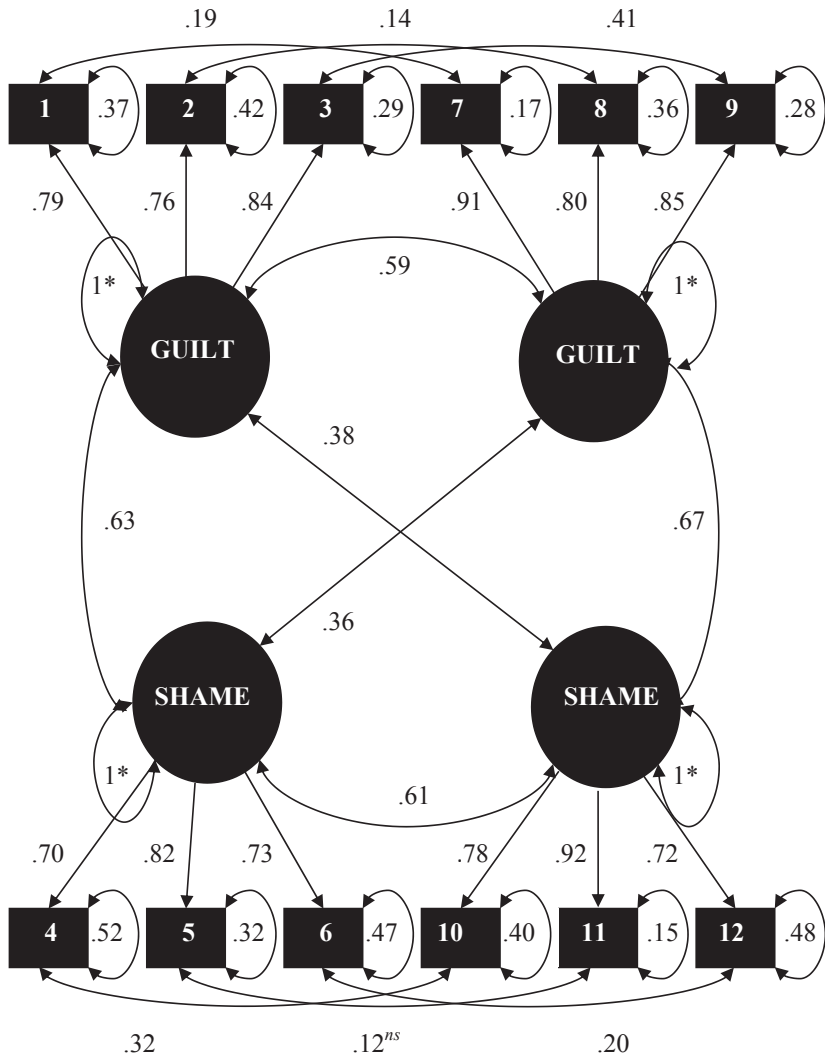 .19 .14 .41
1 .37 2 .42 3 .29 7 .17 8 .36 9 .28
.79 .76 .84 .91 .80 .85
.59
1* 1*
GUILT GUILT
.38
.63 .67
.36
SHAME SHAME
1* 1*
.61
.70 .82 .73 .78 .92 .72
4 .52 5 .32 6 .47 10 .40 11 .15 12 .48
.32 .12ns .20